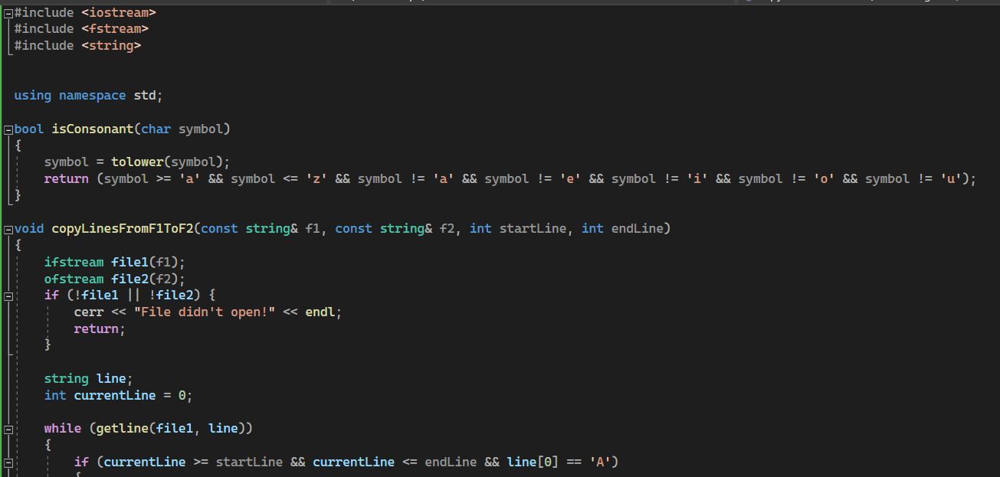 #include <iostream>
#include <fstream>
#include <string>
using namespace std;
bool isConsonant(char symbol)
{
    symbol = tolower(symbol);
    return (symbol >= 'a' && symbol <= 'z' && symbol != 'a' && symbol != 'e' && symbol != 'i' && symbol != 'o' && symbol != 'u');
}
void copyLinesFromF1ToF2(const string& f1, const string& f2, int startLine, int endLine)
{
    ifstream file1(f1);
    ofstream file2(f2);
    if (!file1 || !file2) {
        cerr << "File didn't open!" << endl;
        return;
    }
    string line;
    int currentLine = 0;
    while (getline(file1, line))
    {
        if (currentLine >= startLine && currentLine <= endLine && line[0] == 'A')
        {